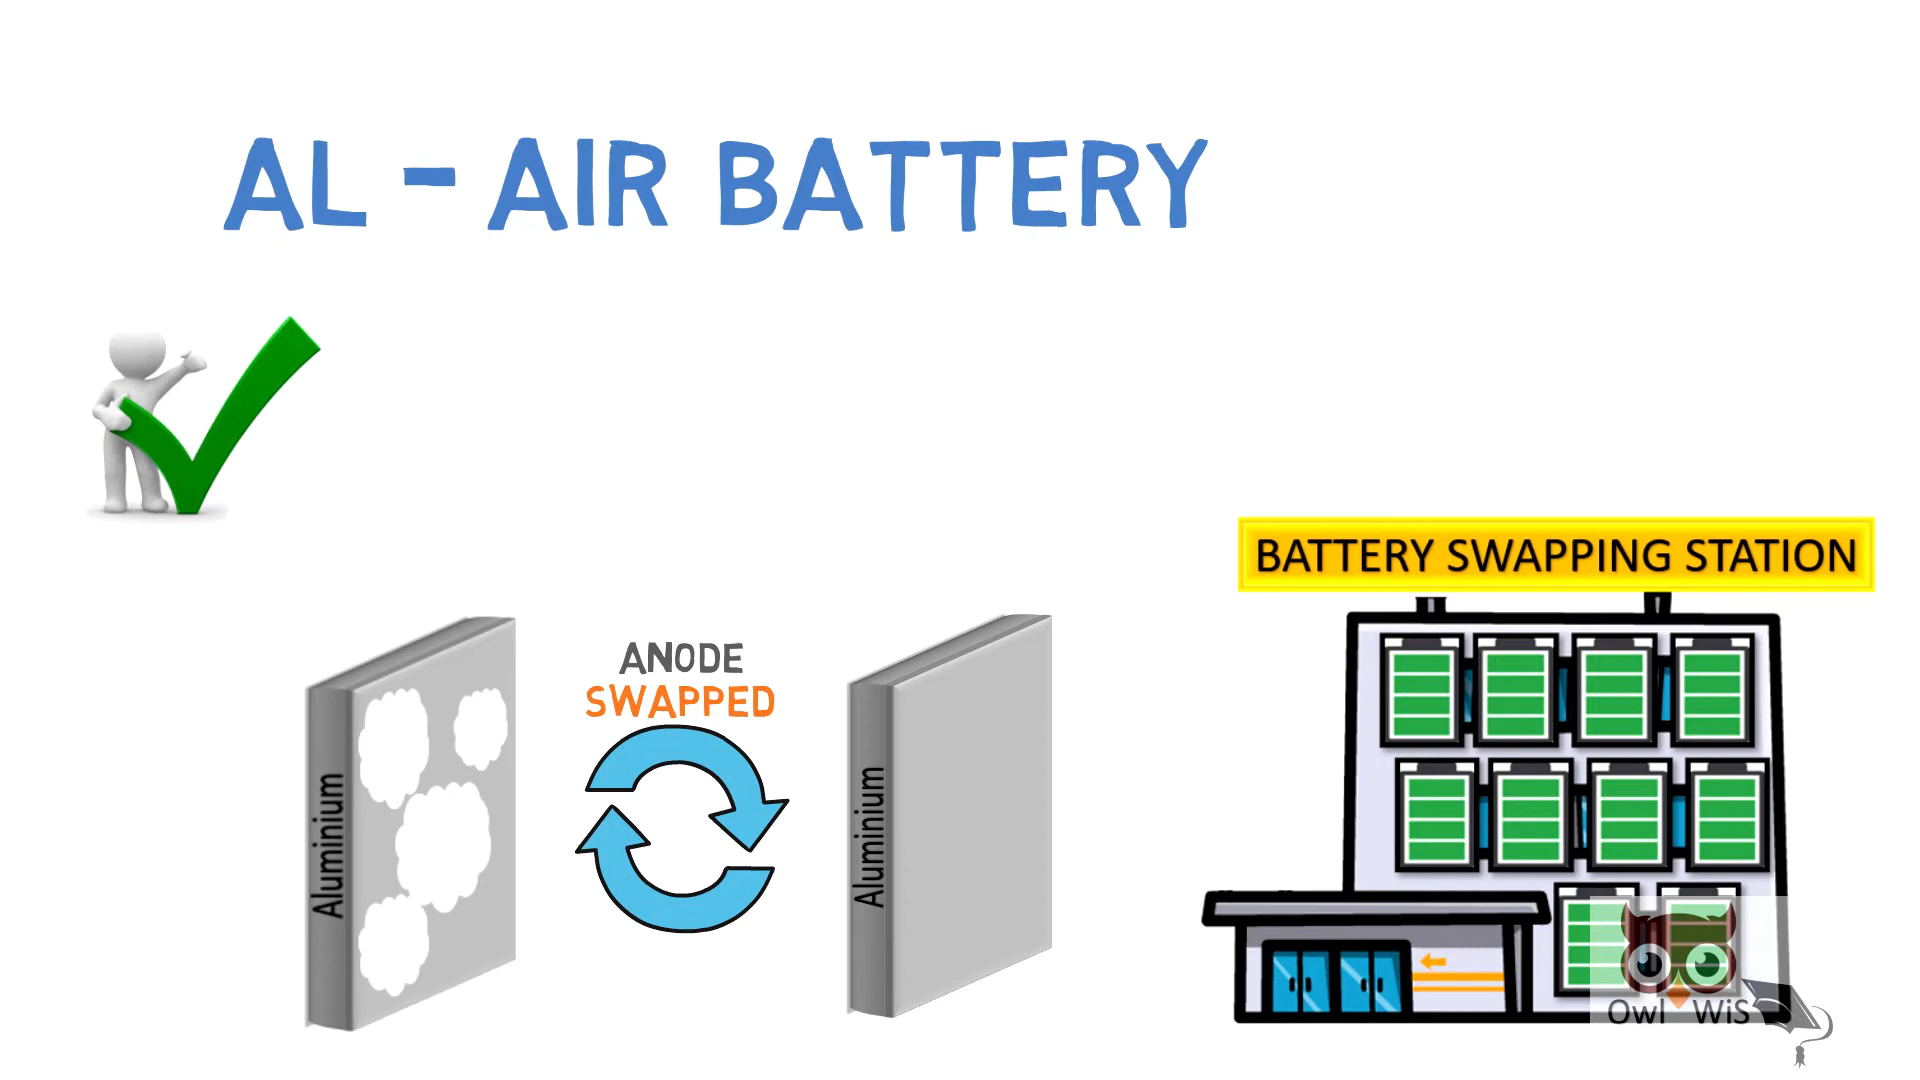 AL - AIR BATTERY
BATTERY SWAPPING STATION
ANODE
SWAPPED
Aluminium
Aluminium
Owl WiS